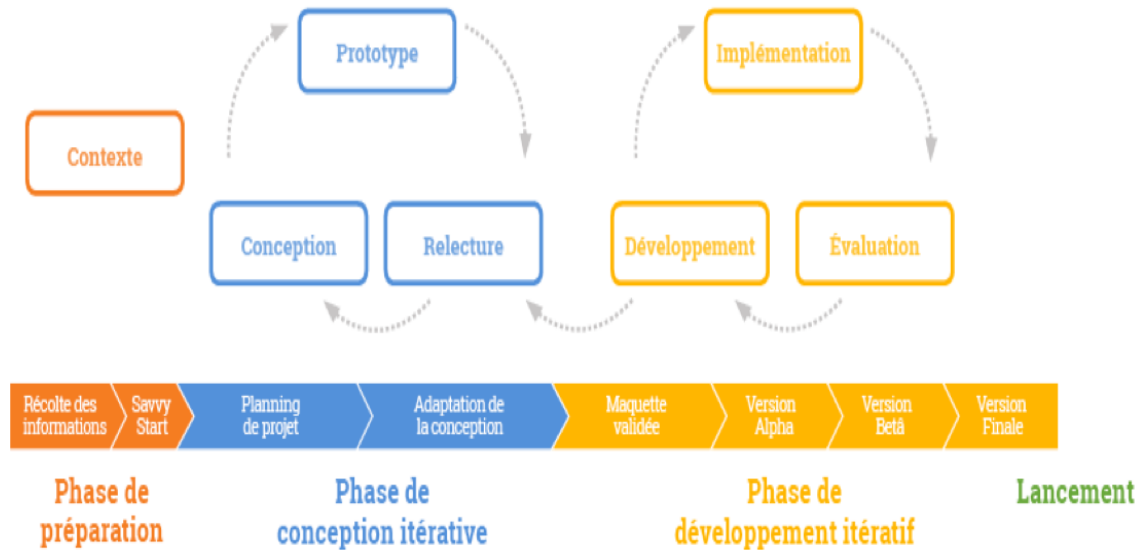 Prototype
Implémentation
Contexte
Conception
Relecture
Développement
Évaluation
Récolte des
informations
Savvy
Start
Planning
de projet
Adaptation de
la conception
Maquette
validée
Version
Alpha
Version
Betâ
Version
Finale
Phase de
préparation
Phase de
conception itérative
Phase de
développement itératif
Lancement